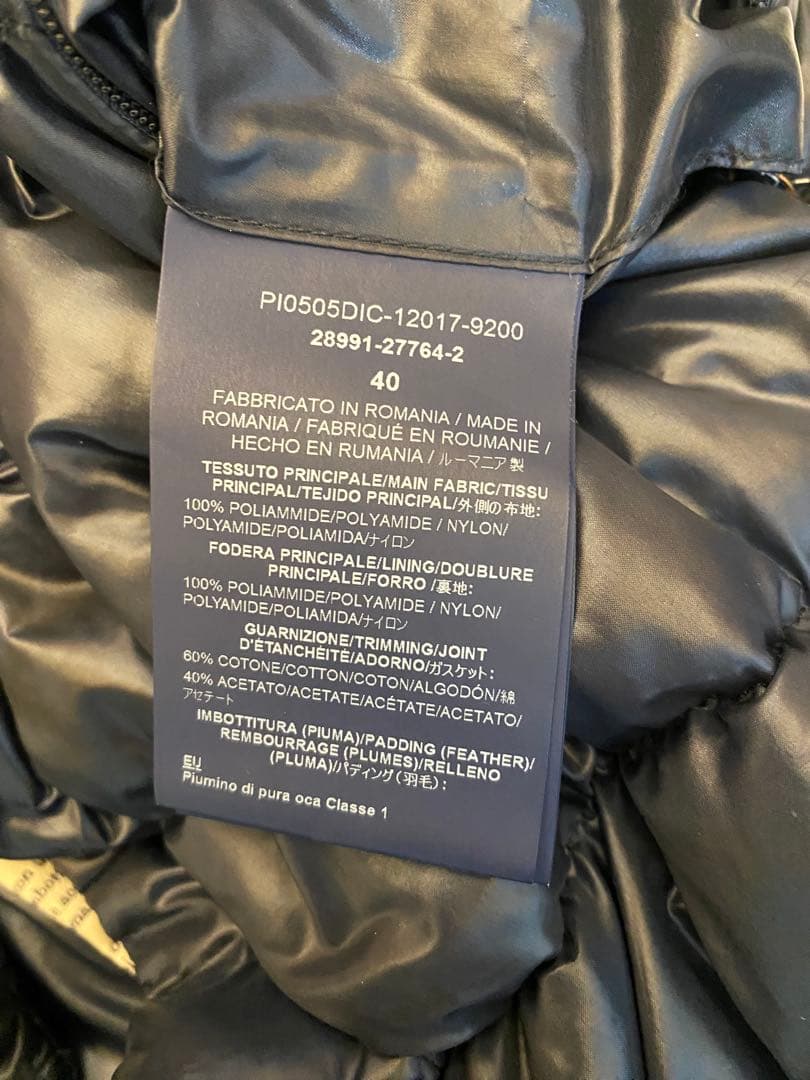 PI0505DIC-12017-9200
28991-27764-2
40
FABBRICATO IN ROMANIA / MADE IN
ROMANIA / FABRIQUÉ EN ROUMANIE /
HECHO EN RUMANIA / ルーマニア製
TESSUTO PRINCIPALE/MAIN FABRIC/TISSU
PRINCIPAL/TEJIDO PRINCIPAL/外側の布地:
100% POLIAMMIDE/POLYAMIDE / NYLON/
POLYAMIDE/POLIAMIDA/ナイロン
FODERA PRINCIPALE/LINING/DOUBLURE
PRINCIPALE/FORRO /裏地:
100% POLIAMMIDE/POLYAMIDE / NYLON/
POLYAMIDE/POLIAMIDA/ナイロン
GUARNIZIONE/TRIMMING/JOINT
D'ÉTANCHÉITÉ/ADORNO/ガスケット:
60% COTONE/COTTON/COTON/ALGODÓN/綿
40% ACETATO/ACETATE/ACÉTATE/ACETATO/
アセテート
IMBOTTITURA (PIUMA)/PADDING (FEATHER)/
REMBOURRAGE (PLUMES)/RELLENO
(PLUMA)/パディング(羽毛):
EIJ
Piumino di pura oca Classe 1